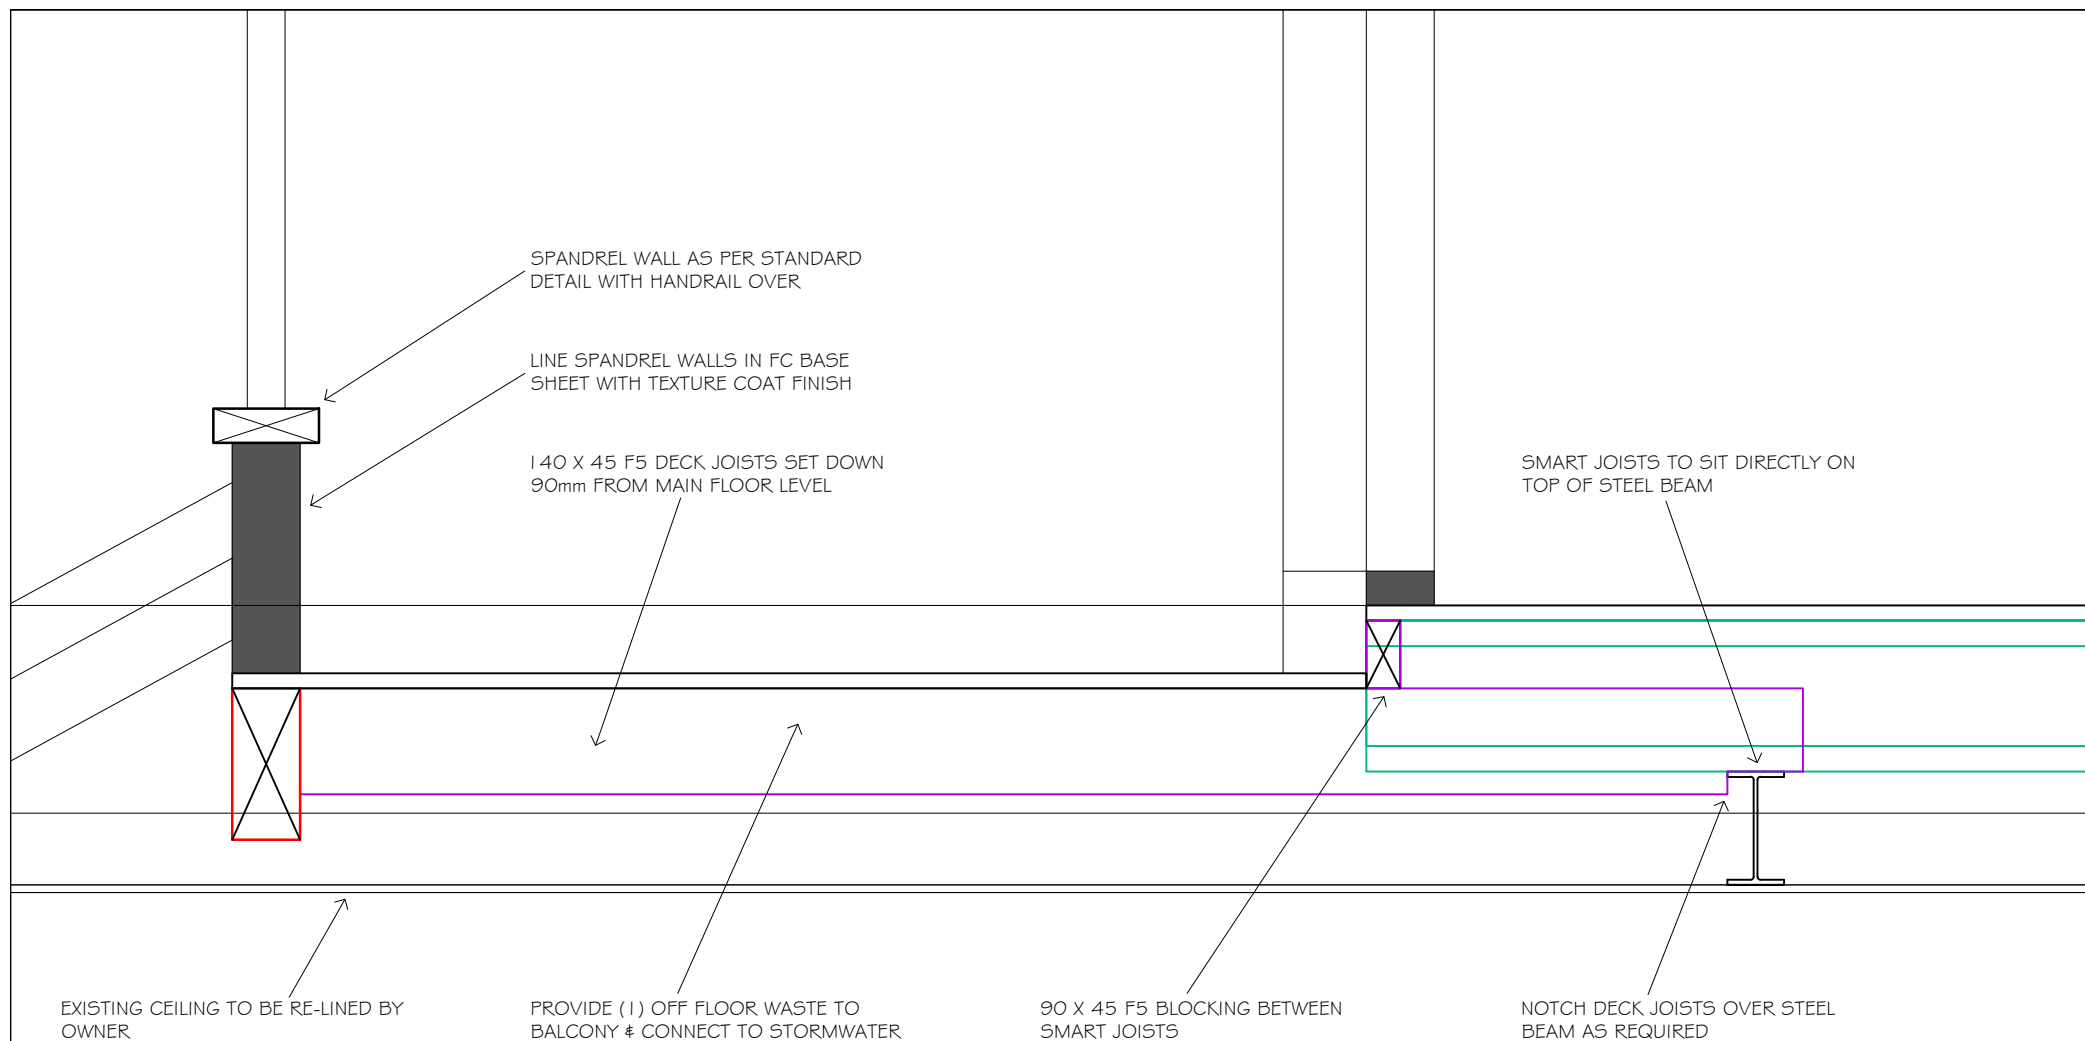 SPANDREL WALL AS PER STANDARD
DETAIL WITH HANDRAIL OVER
LINE SPANDREL WALLS IN FC BASE
SHEET WITH TEXTURE COAT FINISH
140 X 45 F5 DECK JOISTS SET DOWN
90mm FROM MAIN FLOOR LEVEL
SMART JOISTS TO SIT DIRECTLY ON
TOP OF STEEL BEAM
EXISTING CEILING TO BE RE-LINED BY
OWNER
PROVIDE (1) OFF FLOOR WASTE TO
BALCONY & CONNECT TO STORMWATER
90 X 45 F5 BLOCKING BETWEEN
SMART JOISTS
NOTCH DECK JOISTS OVER STEEL
BEAM AS REQUIRED